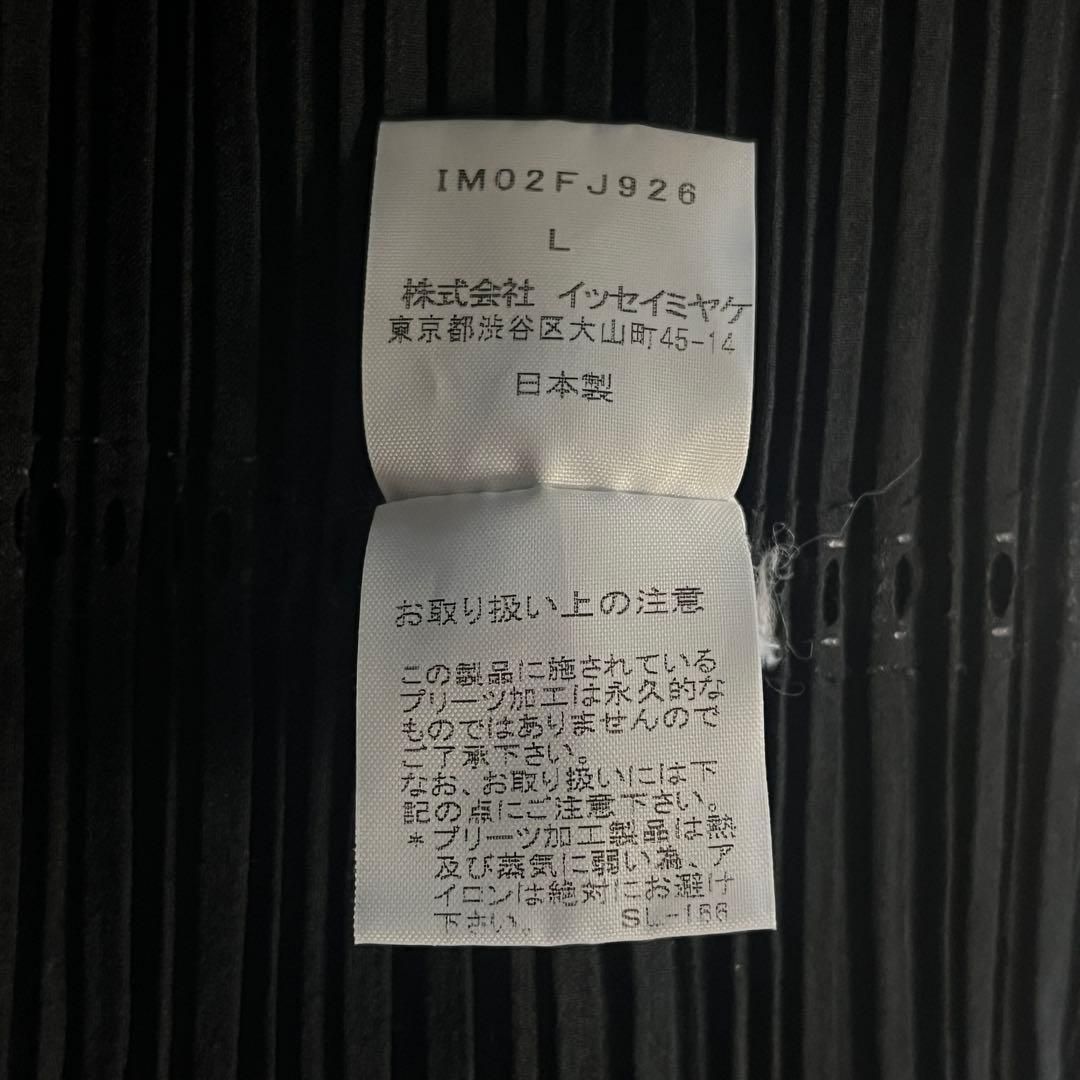 IM02FJ926
L
株式会社 イッセイミヤケ
東京都渋谷区大山町45-14
日本製
お取り扱い上の注意
この製品に施されている
プリーツ加工は永久的な
ものではありませんので
ご了承下さい。
なお、お取り扱いには下
記の点にご注意下さい。
*プリーツ加工製品は熱
及び蒸気に弱い為、ア
イロンは絶対にお避け
下さい。 SL-166